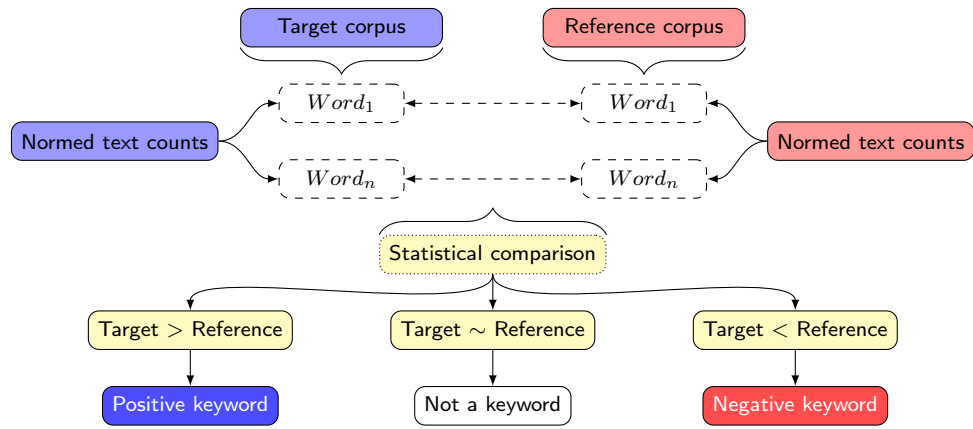 Target corpus
Reference corpus
Word₁
Word₁
Normed text counts
Normed text counts
Wordₙ
Wordₙ
Statistical comparison
Target > Reference
Target ∼ Reference
Target < Reference
Positive keyword
Not a keyword
Negative keyword